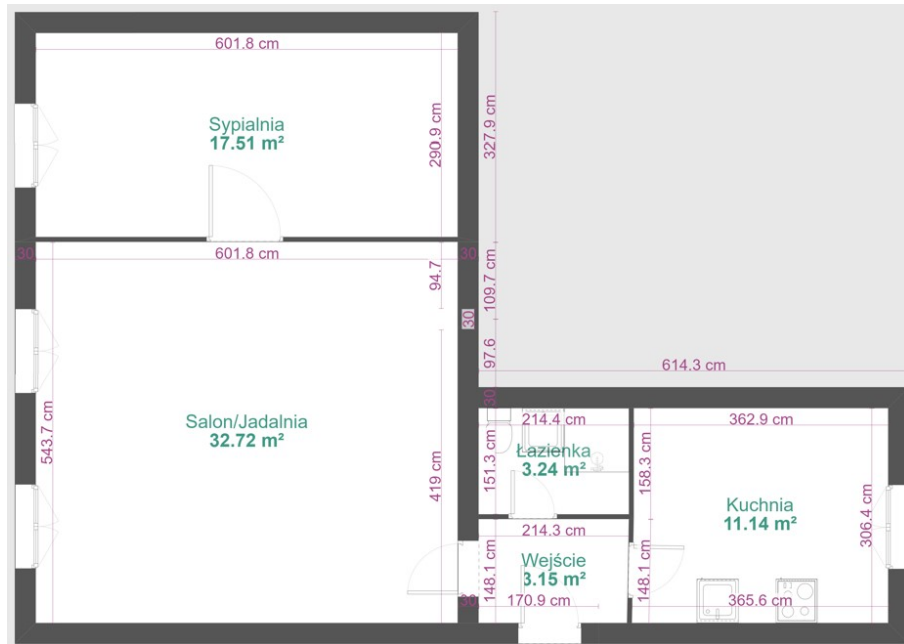 601.8 cm
Sypialnia
17.51 m²
290.9 cm
327.9 cm
30
601.8 cm
30
94.7
109.7 cm
30
97.6
614.3 cm
30
Salon/Jadalnia
32.72 m²
543.7 cm
419 cm
214.4 cm
362.9 cm
151.3 cm
Łazienka
3.24 m²
158.3 cm
Kuchnia
11.14 m²
306.4 cm
214.3 cm
148.1 cm
Wejście
3.15 m²
148.1 cm
30
170.9 cm
365.6 cm